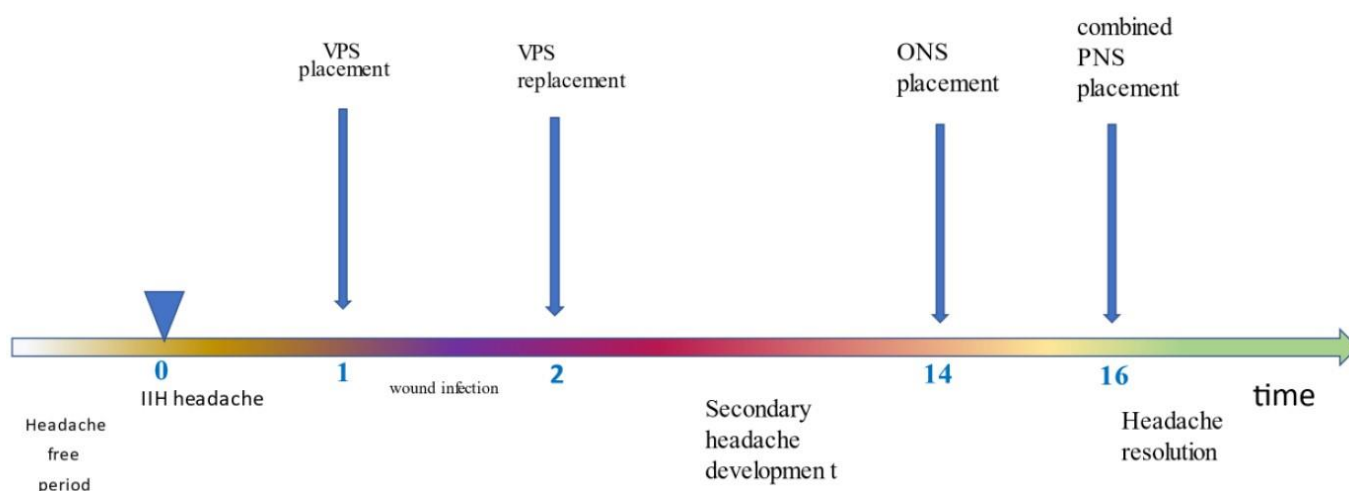 VPS
placement
VPS
replacement
ONS
placement
combined
PNS
placement
0
1
2
14
16
time
IIH headache
wound infection
Headache
free
period
Secondary
headache
developmen t
Headache
resolution